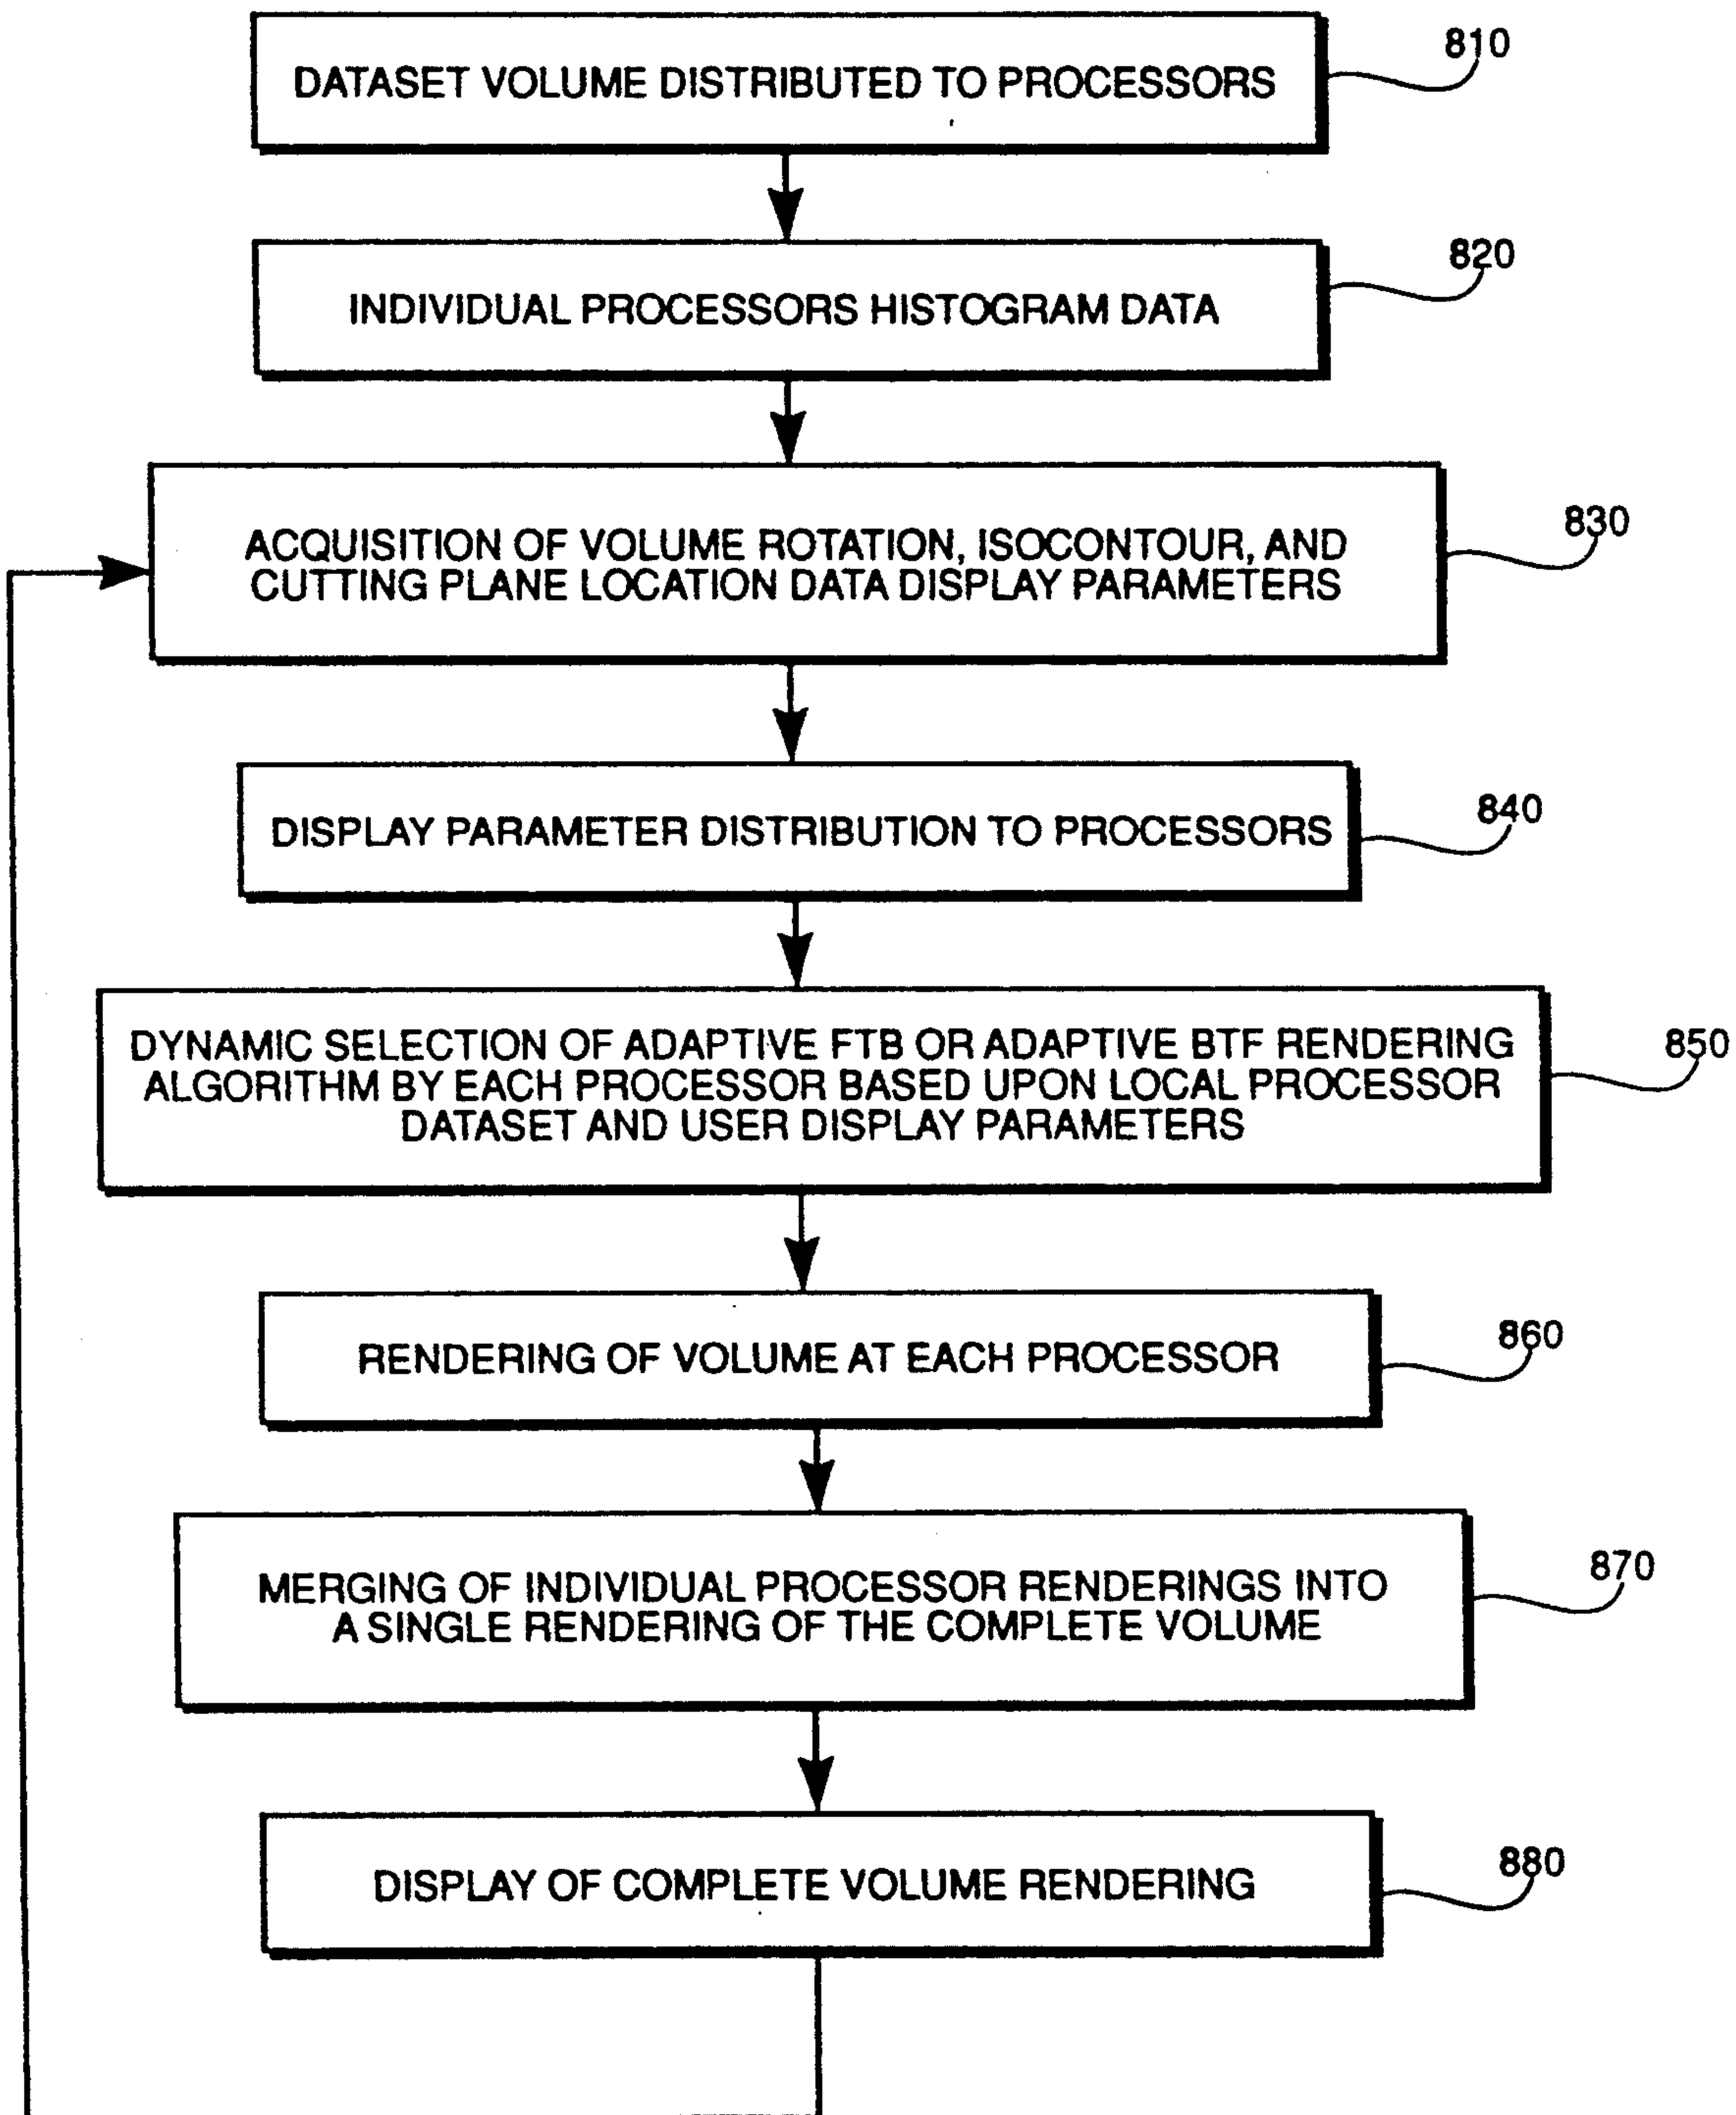 810
DATASET VOLUME DISTRIBUTED TO PROCESSORS
820
INDIVIDUAL PROCESSORS HISTOGRAM DATA
830
ACQUISITION OF VOLUME ROTATION, ISOCONTOUR, AND
CUTTING PLANE LOCATION DATA DISPLAY PARAMETERS
840
DISPLAY PARAMETER DISTRIBUTION TO PROCESSORS
850
DYNAMIC SELECTION OF ADAPTIVE FTB OR ADAPTIVE BTF RENDERING
ALGORITHM BY EACH PROCESSOR BASED UPON LOCAL PROCESSOR
DATASET AND USER DISPLAY PARAMETERS
860
RENDERING OF VOLUME AT EACH PROCESSOR
870
MERGING OF INDIVIDUAL PROCESSOR RENDERINGS INTO
A SINGLE RENDERING OF THE COMPLETE VOLUME
880
DISPLAY OF COMPLETE VOLUME RENDERING